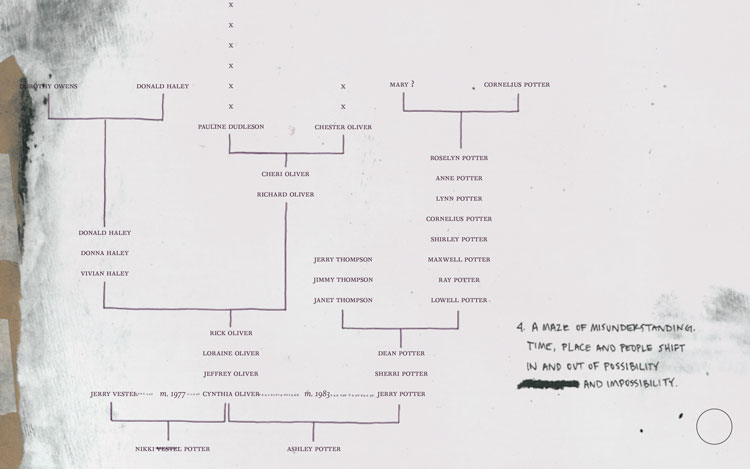 X
X
X
X
X X
DOROTHY OWENS DONALD HALEY MARY ? CORNELIUS POTTER
X X
PAULINE DUDLESON CHESTER OLIVER
ROSELYN POTTER
CHERI OLIVER
ANNE POTTER
RICHARD OLIVER
LYNN POTTER
CORNELIUS POTTER
DONALD HALEY
SHIRLEY POTTER
DONNA HALEY
JERRY THOMPSON MAXWELL POTTER
VIVIAN HALEY
JIMMY THOMPSON RAY POTTER
JANET THOMPSON LOWELL POTTER
RICK OLIVER
LORAINE OLIVER DEAN POTTER
JEFFREY OLIVER SHERRI POTTER
JERRY VESTEL m. 1977 CYNTHIA OLIVER m. 1983 JERRY POTTER
NIKKI VESTEL POTTER ASHLEY POTTER
4. A MAZE OF MISUNDERSTANDING.
TIME, PLACE AND PEOPLE SHIFT
IN AND OUT OF POSSIBILITY
AND IMPOSSIBILITY.